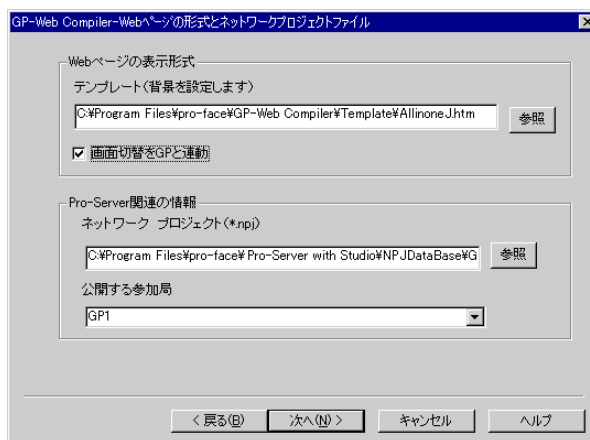 GP-Web Compiler-Webﾍﾟｰｼﾞの形式とネットワークプロジェクトファイル
Webページの表示形式
テンプレート(背景を設定します)
C:¥Program Files¥pro-face¥GP-Web Compiler¥Template¥AllinoneJ.htm
参照
画面切替をGPと連動
Pro-Server関連の情報
ネットワーク プロジェクト(*.npj)
C:¥Program Files¥pro-face¥Pro-Server with Studio¥NPJDataBase¥G
参照
公開する参加局
GP1
< 戻る(B)
次へ(N) >
キャンセル
ヘルプ